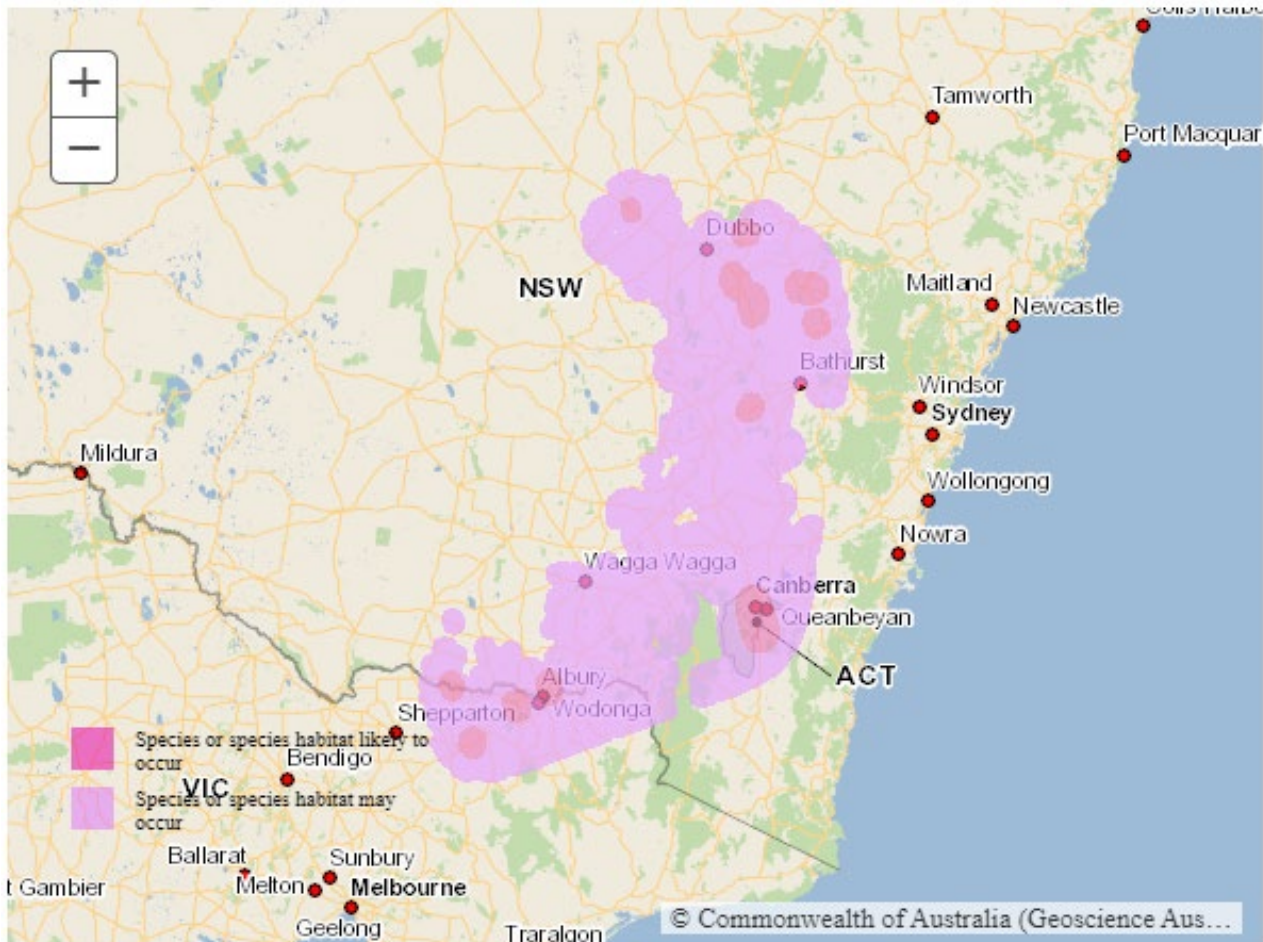 Coffs Harbo
+
Tamworth
−
Port Macquar
Dubbo
NSW
Maitland
Newcastle
Bathurst
Windsor
Sydney
Mildura
Wollongong
Nowra
Wagga Wagga
Canberra
Queanbeyan
ACT
Albury
Wodonga
Shepparton
Species or species habitat likely to
occur
Bendigo
VIC
Species or species habitat may
occur
Ballarat
Sunbury
Melton
Melbourne
t Gambier
Geelong
Traralgon
© Commonwealth of Australia (Geoscience Aus…